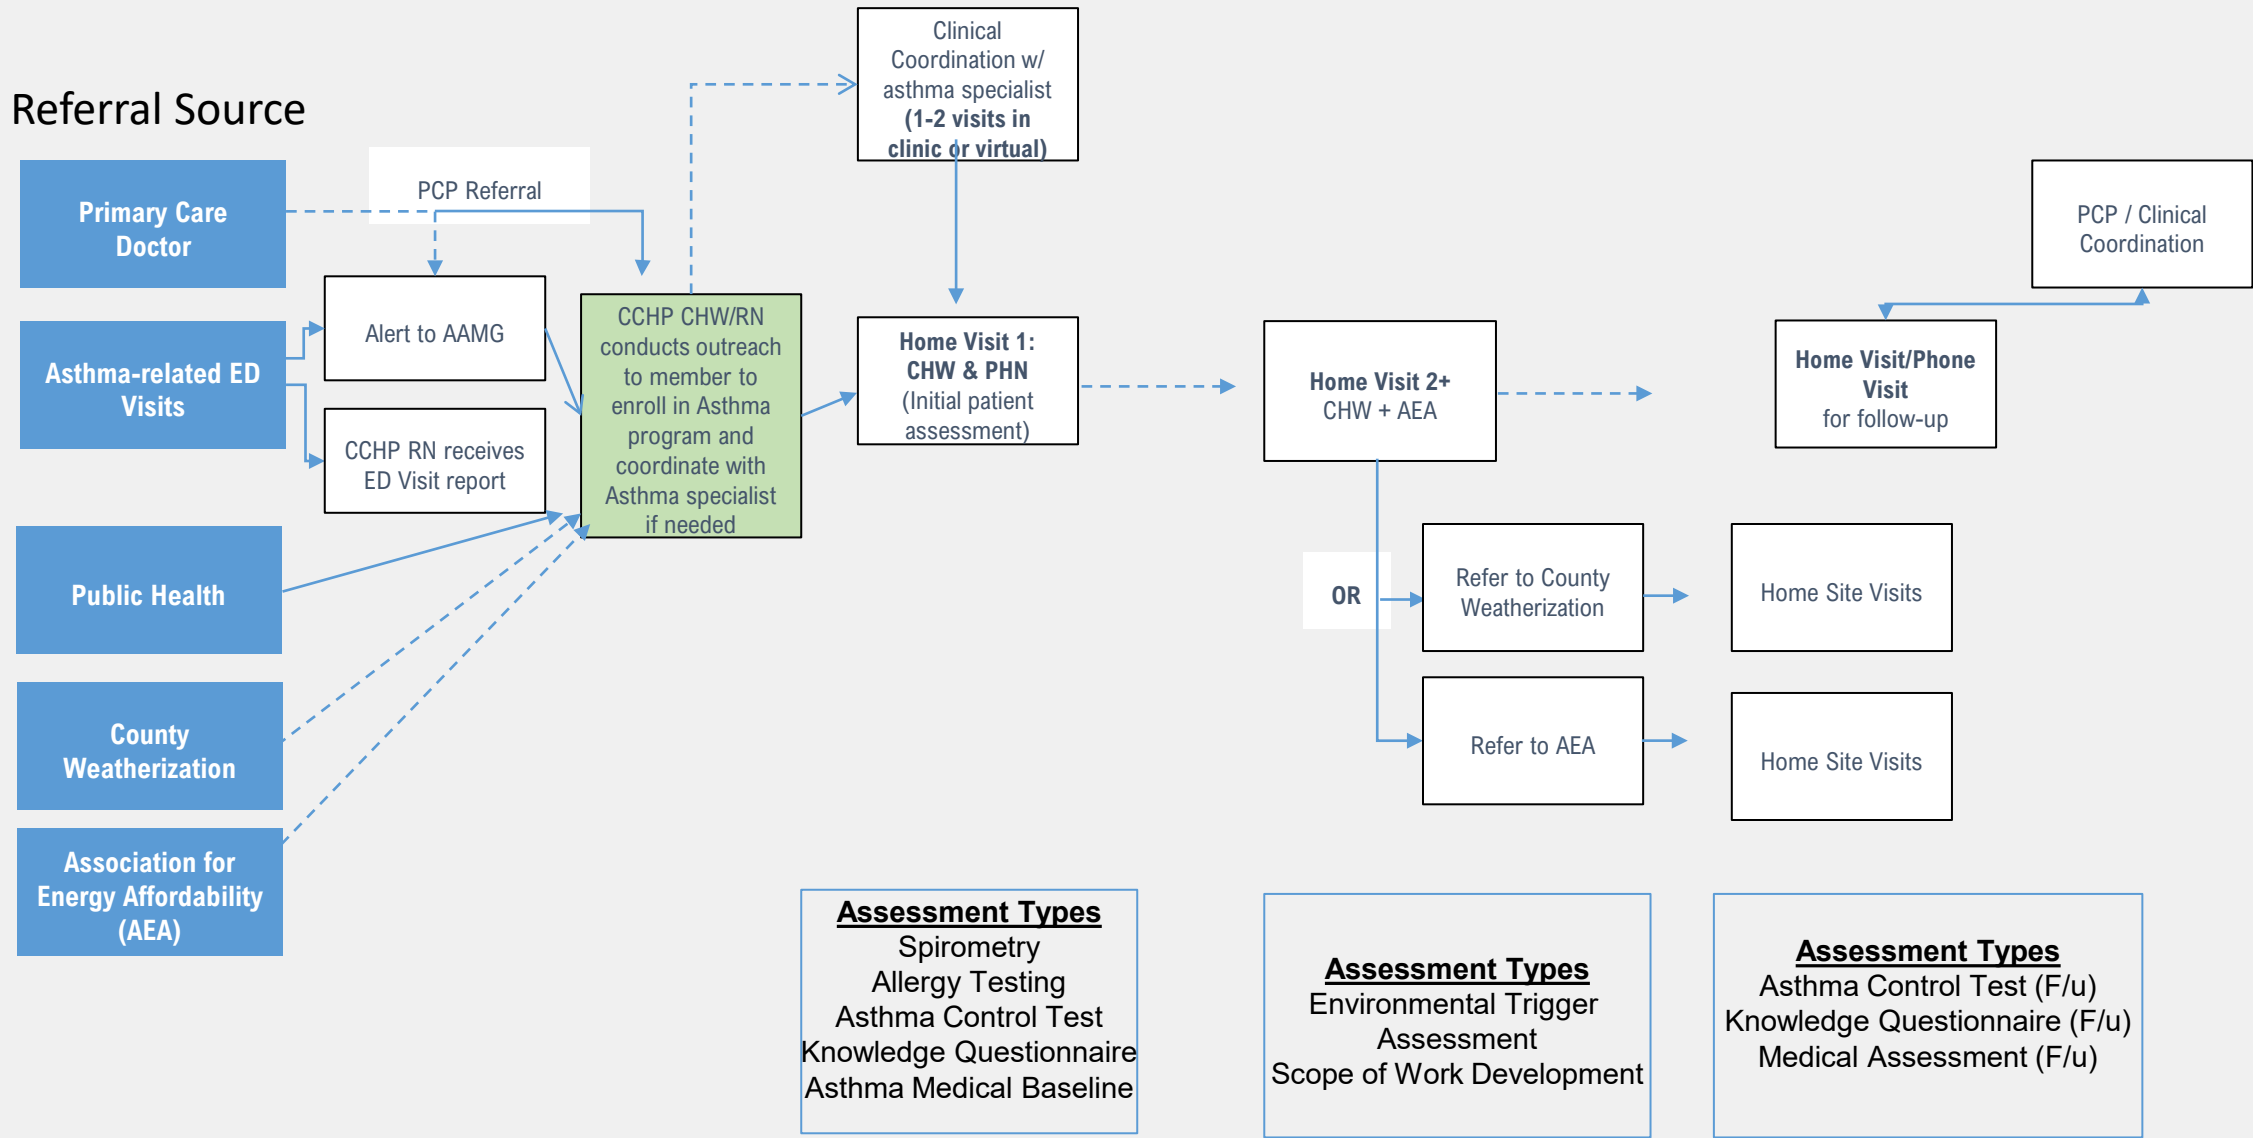 Referral Source
Primary Care
Doctor
Asthma-related ED
Visits
Public Health
County
Weatherization
Association for
Energy Affordability
(AEA)
PCP Referral
Alert to AAMG
CCHP RN receives
ED Visit report
CCHP CHW/RN
conducts outreach
to member to
enroll in Asthma
program and
coordinate with
Asthma specialist
if needed
Clinical
Coordination w/
asthma specialist
(1-2 visits in
clinic or virtual)
Home Visit 1:
CHW & PHN
(Initial patient
assessment)
Home Visit 2+
CHW + AEA
OR
Refer to County
Weatherization
Refer to AEA
Home Site Visits
Home Site Visits
PCP / Clinical
Coordination
Home Visit/Phone
Visit
for follow-up
Assessment Types
Spirometry
Allergy Testing
Asthma Control Test
Knowledge Questionnaire
Asthma Medical Baseline
Assessment Types
Environmental Trigger
Assessment
Scope of Work Development
Assessment Types
Asthma Control Test (F/u)
Knowledge Questionnaire (F/u)
Medical Assessment (F/u)